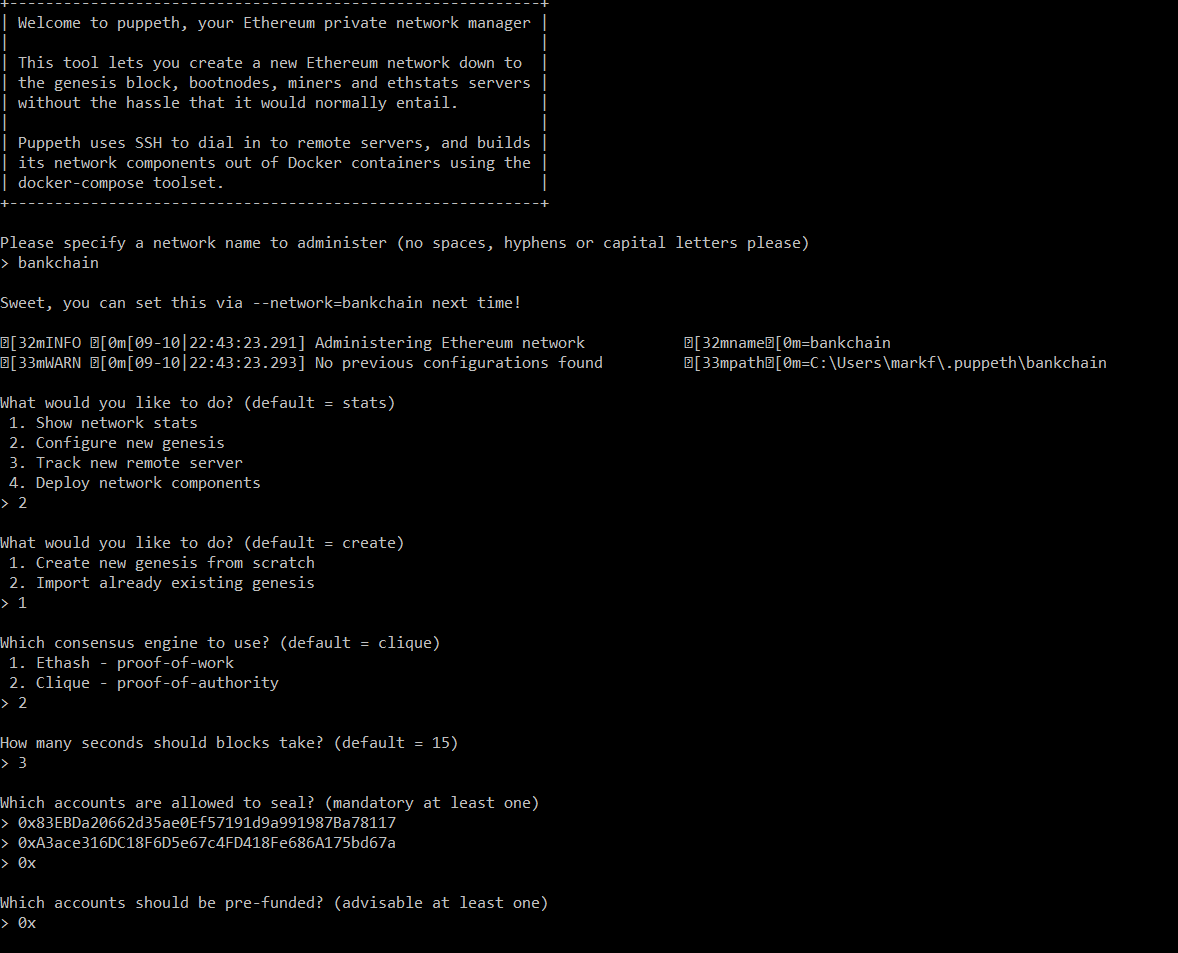 +-----------------------------------------------------------+
| Welcome to puppeth, your Ethereum private network manager |
|                                                           |
| This tool lets you create a new Ethereum network down to  |
| the genesis block, bootnodes, miners and ethstats servers |
| without the hassle that it would normally entail.         |
|                                                           |
| Puppeth uses SSH to dial in to remote servers, and builds |
| its network components out of Docker containers using the |
| docker-compose toolset.                                   |
+-----------------------------------------------------------+
Please specify a network name to administer (no spaces, hyphens or capital letters please)
> bankchain
Sweet, you can set this via --network=bankchain next time!
[32mINFO [0m[09-10|22:43:23.291] Administering Ethereum network           [32mname[0m=bankchain
[33mWARN [0m[09-10|22:43:23.293] No previous configurations found         [33mpath[0m=C:\Users\markf\.puppeth\bankchain
What would you like to do? (default = stats)
1. Show network stats
2. Configure new genesis
3. Track new remote server
4. Deploy network components
> 2
What would you like to do? (default = create)
1. Create new genesis from scratch
2. Import already existing genesis
> 1
Which consensus engine to use? (default = clique)
1. Ethash - proof-of-work
2. Clique - proof-of-authority
> 2
How many seconds should blocks take? (default = 15)
> 3
Which accounts are allowed to seal? (mandatory at least one)
> 0x83EBDa20662d35ae0Ef57191d9a991987Ba78117
> 0xA3ace316DC18F6D5e67c4FD418Fe686A175bd67a
> 0x
Which accounts should be pre-funded? (advisable at least one)
> 0x